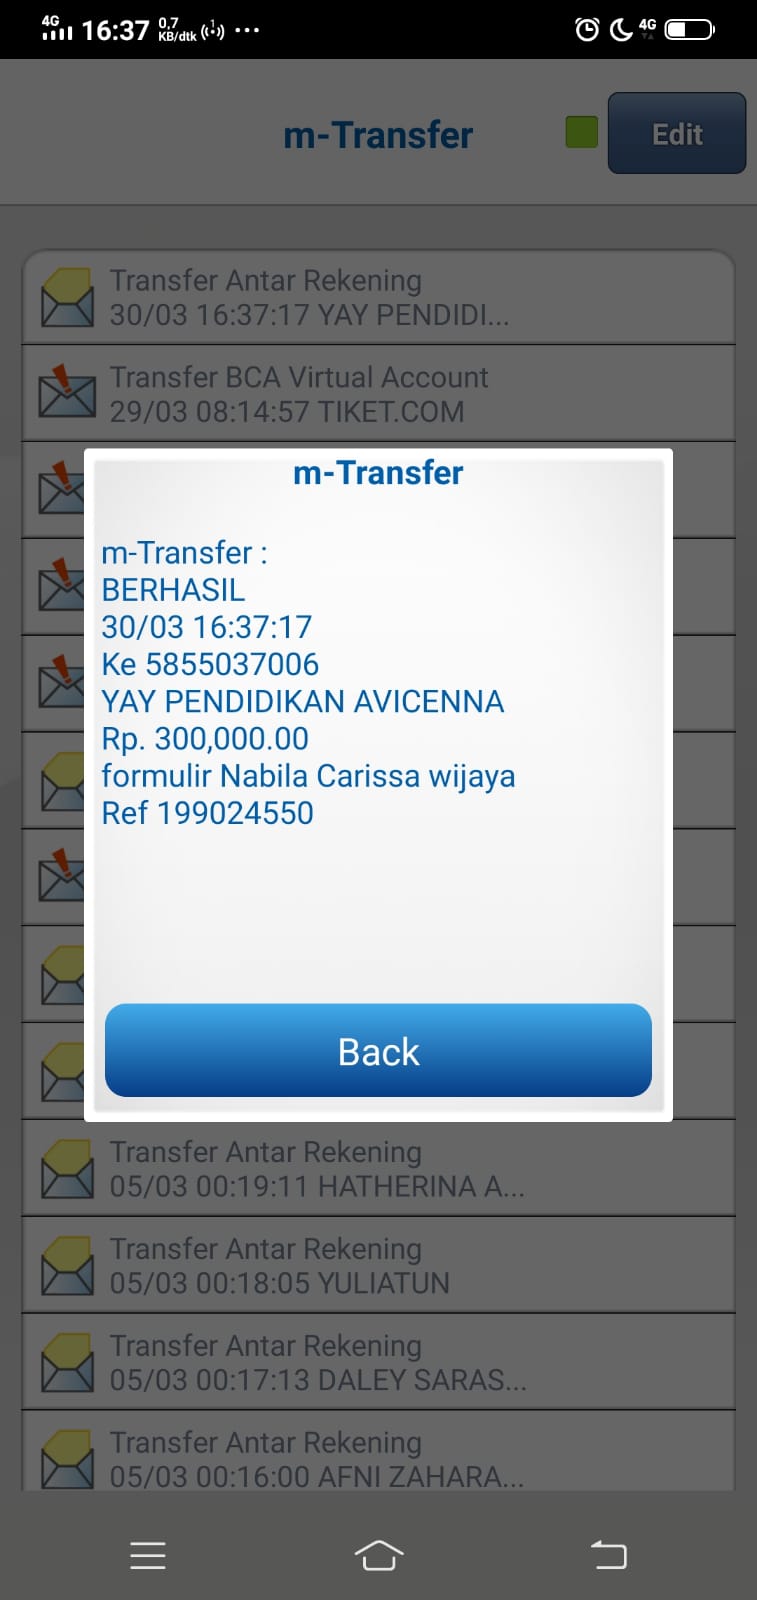 4G 16:37 0,7 KB/dtk ... 4G
m-Transfer
Edit
Transfer Antar Rekening
30/03 16:37:17 YAY PENDIDI...
Transfer BCA Virtual Account
29/03 08:14:57 TIKET.COM
m-Transfer
m-Transfer :
BERHASIL
30/03 16:37:17
Ke 5855037006
YAY PENDIDIKAN AVICENNA
Rp. 300,000.00
formulir Nabila Carissa wijaya
Ref 199024550
Back
Transfer Antar Rekening
05/03 00:19:11 HATHERINA A...
Transfer Antar Rekening
05/03 00:18:05 YULIATUN
Transfer Antar Rekening
05/03 00:17:13 DALEY SARAS...
Transfer Antar Rekening
05/03 00:16:00 AFNI ZAHARA...